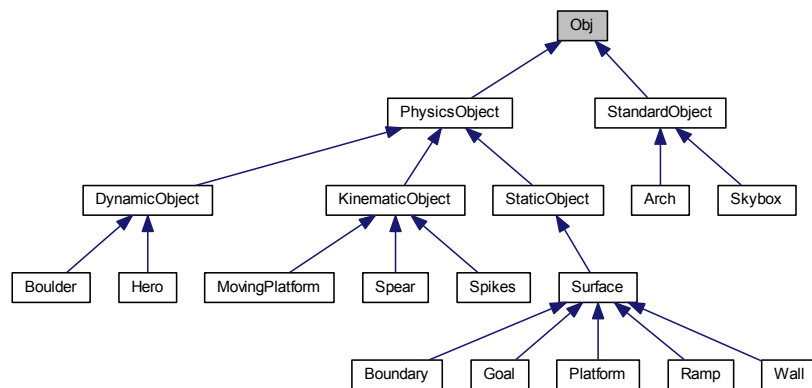 Obj
PhysicsObject
StandardObject
DynamicObject
KinematicObject
StaticObject
Arch
Skybox
Boulder
Hero
MovingPlatform
Spear
Spikes
Surface
Boundary
Goal
Platform
Ramp
Wall